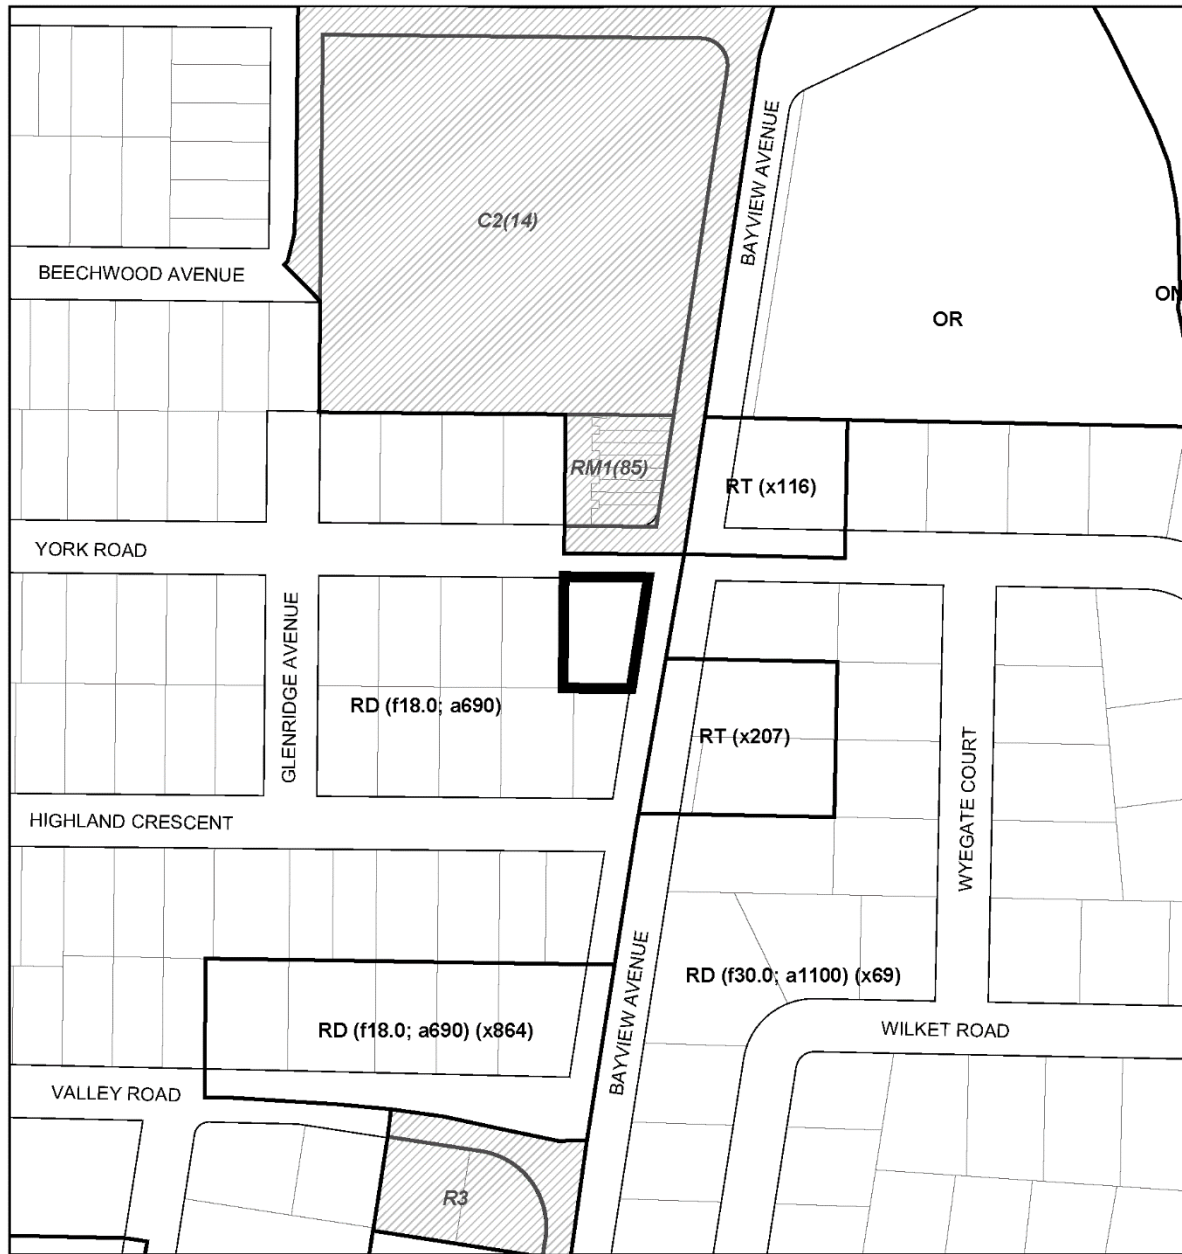 C2(14)
BAYVIEW AVENUE
BEECHWOOD AVENUE
ON
OR
RM1(85)
RT (x116)
YORK ROAD
GLENRIDGE AVENUE
RD (f18.0; a690)
RT (x207)
WYEGATE COURT
HIGHLAND CRESCENT
BAYVIEW AVENUE
RD (f30.0; a1100) (x69)
RD (f18.0; a690) (x864)
WILKET ROAD
VALLEY ROAD
R3